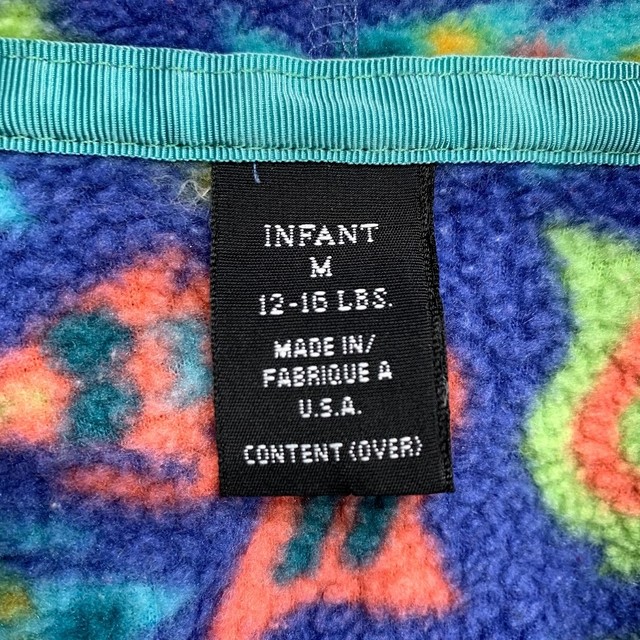 INFANT
M
12-16 LBS.
MADE IN/
FABRIQUE A
U.S.A.
CONTENT (OVER)